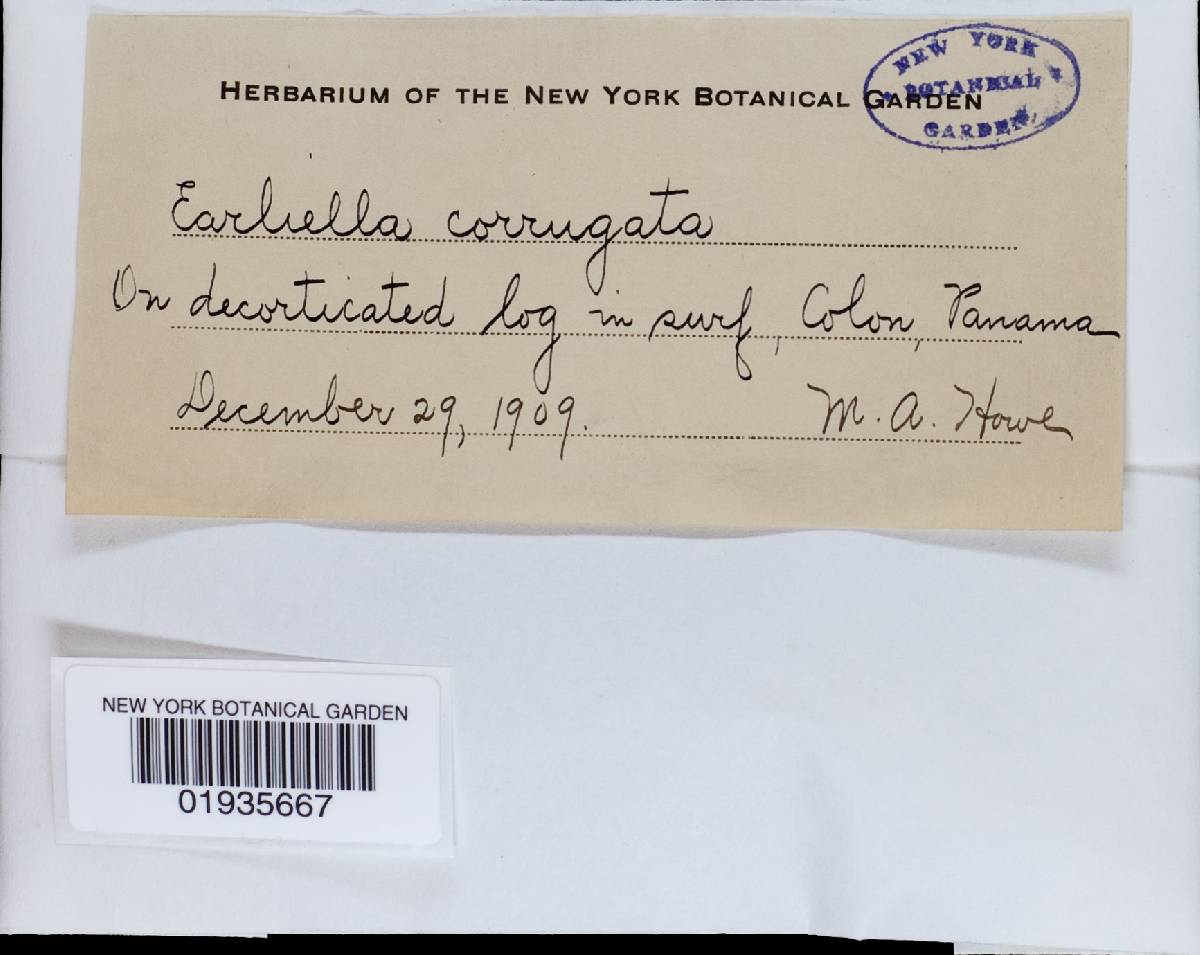 NEW YORK
BOTANICAL
GARDEN
HERBARIUM OF THE NEW YORK BOTANICAL GARDEN
Earliella corrugata
On decorticated log in surf, Colon, Panama
December 29, 1909. M. A. Howe
NEW YORK BOTANICAL GARDEN
01935667